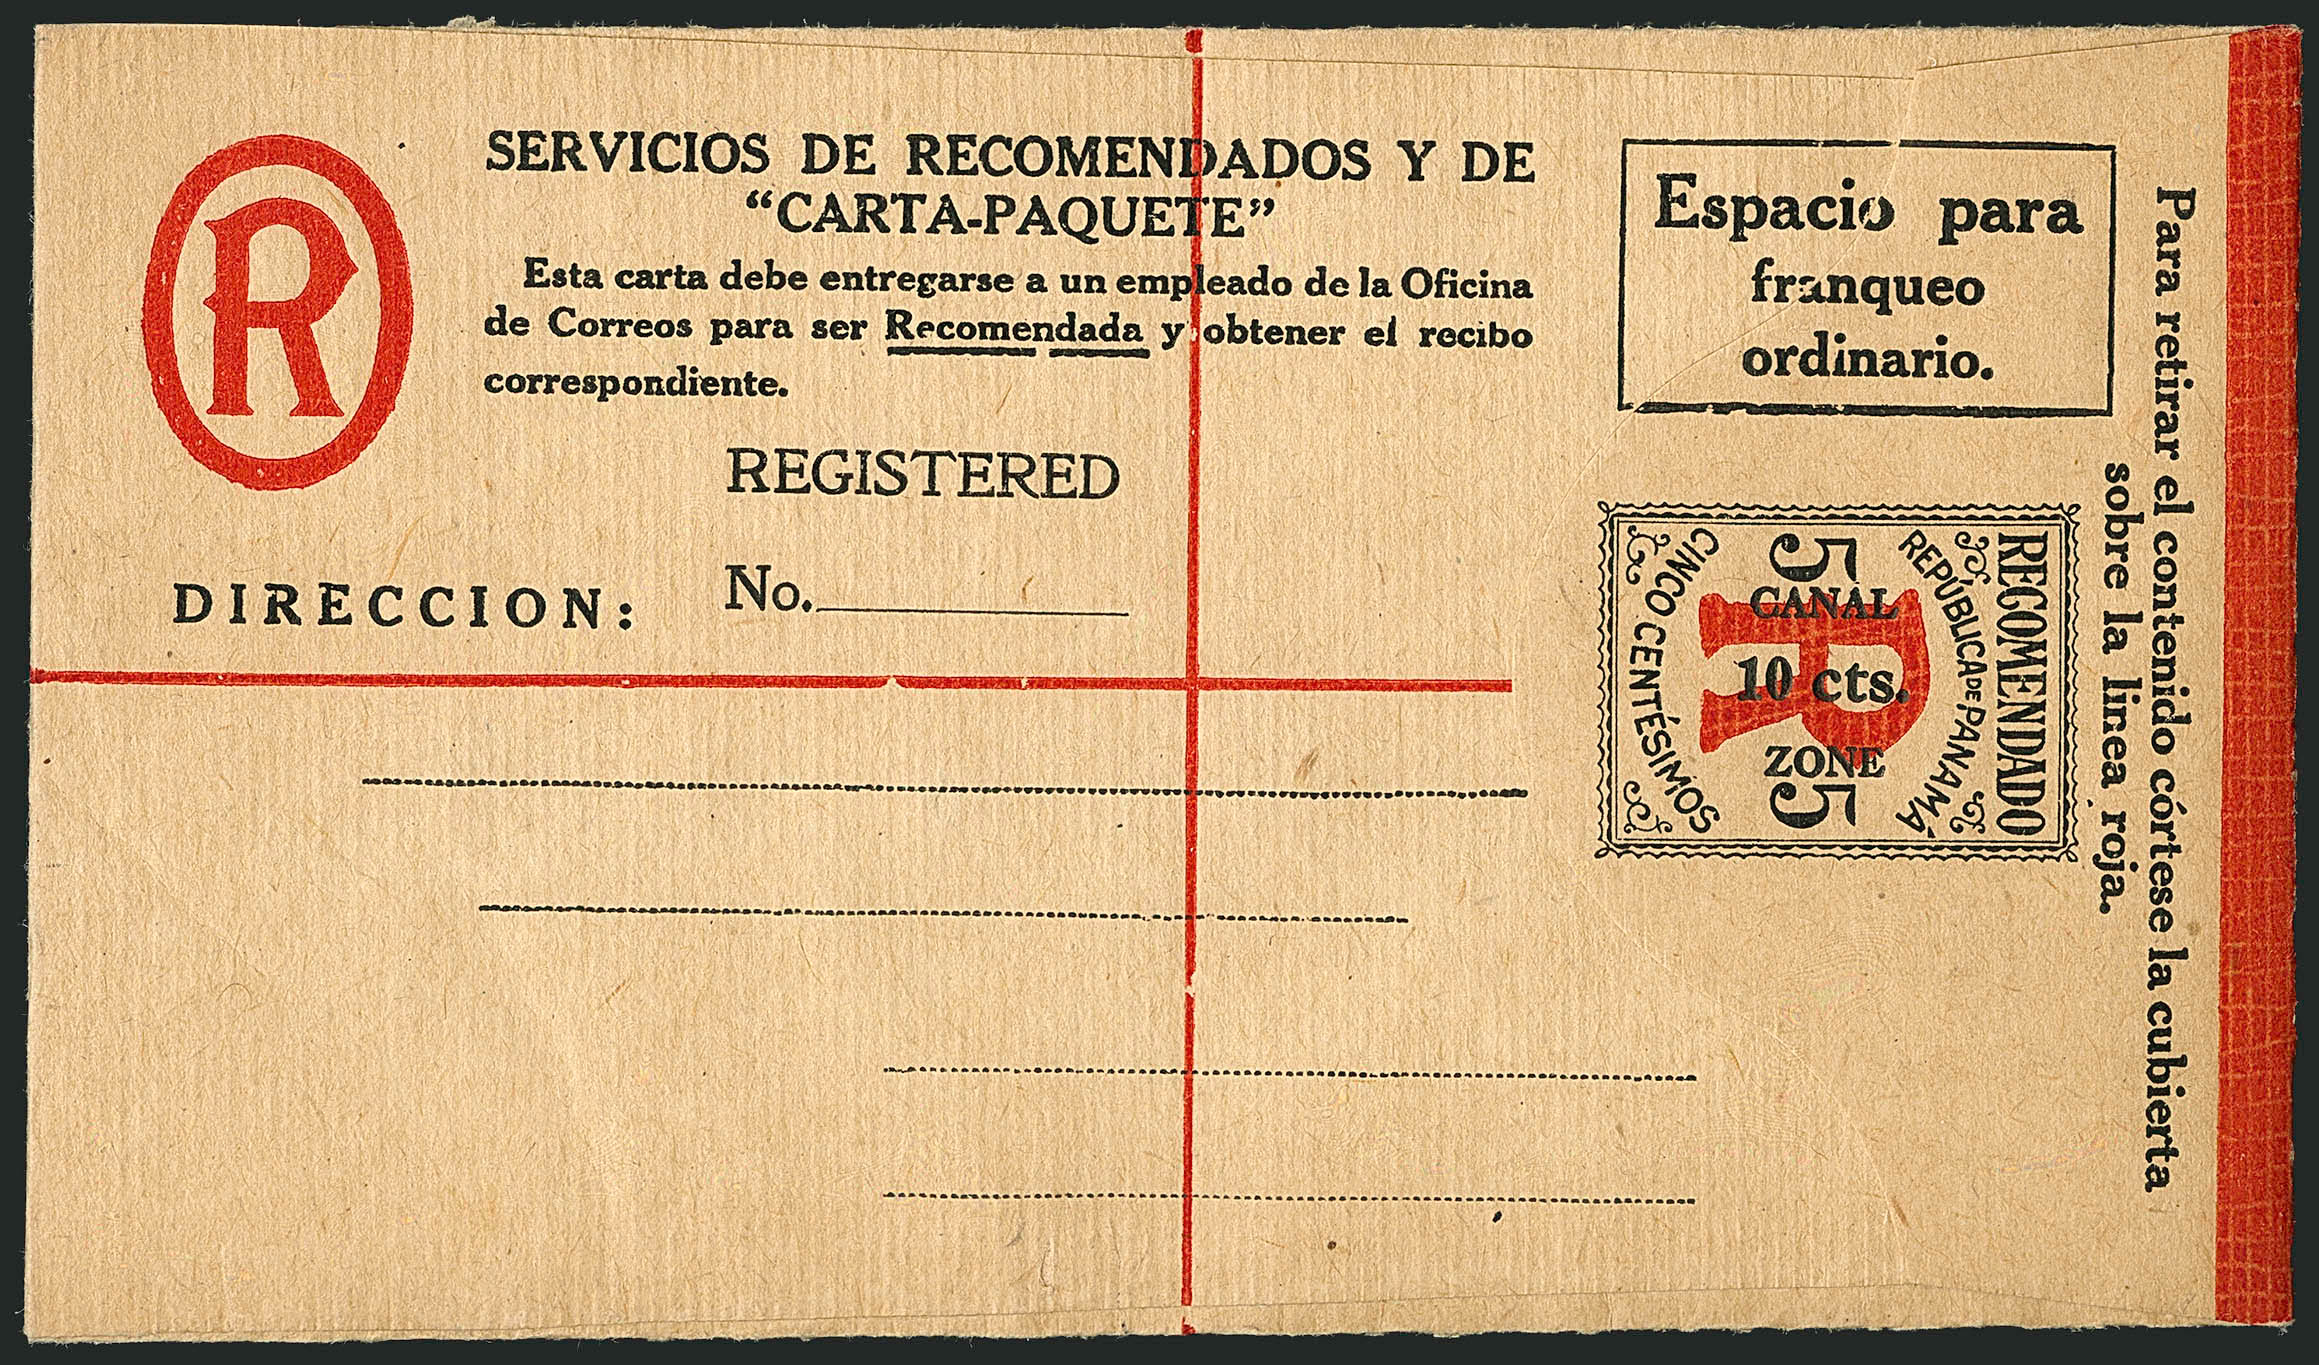 R
SERVICIOS DE RECOMENDADOS Y DE
“CARTA-PAQUETE”
Esta carta debe entregarse a un empleado de la Oficina
de Correos para ser Recomendada y obtener el recibo
correspondiente.
REGISTERED
No.
DIRECCION:
Espacio para
franqueo
ordinario.
RECOMENDADO
REPÚBLICA DE PANAMÁ
5
CANAL
R
10 cts.
ZONE
5
CINCO CENTÉSIMOS
Para retirar el contenido córtese la cubierta
sobre la linea roja.